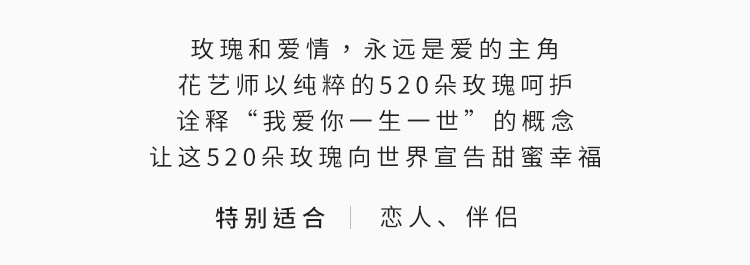 玫瑰和爱情，永远是爱的主角
花艺师以纯粹的520朵玫瑰呵护
诠释“我爱你一生一世”的概念
让这520朵玫瑰向世界宣告甜蜜幸福
特别适合｜恋人、伴侣